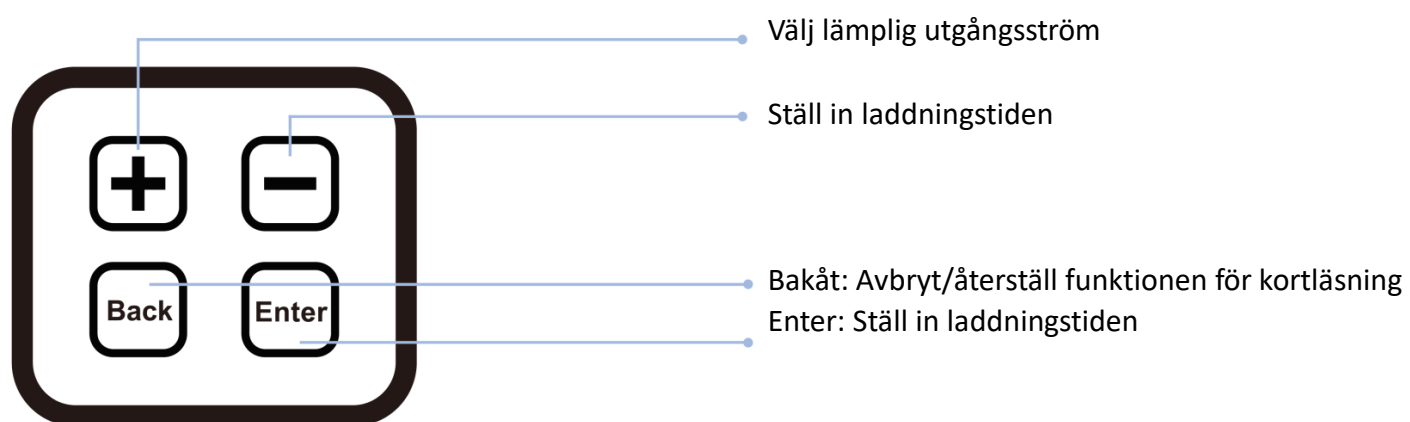 Välj lämplig utgångsström
Ställ in laddningstiden
+ −
Back Enter
Bakåt: Avbryt/återställ funktionen för kortläsning
Enter: Ställ in laddningstiden